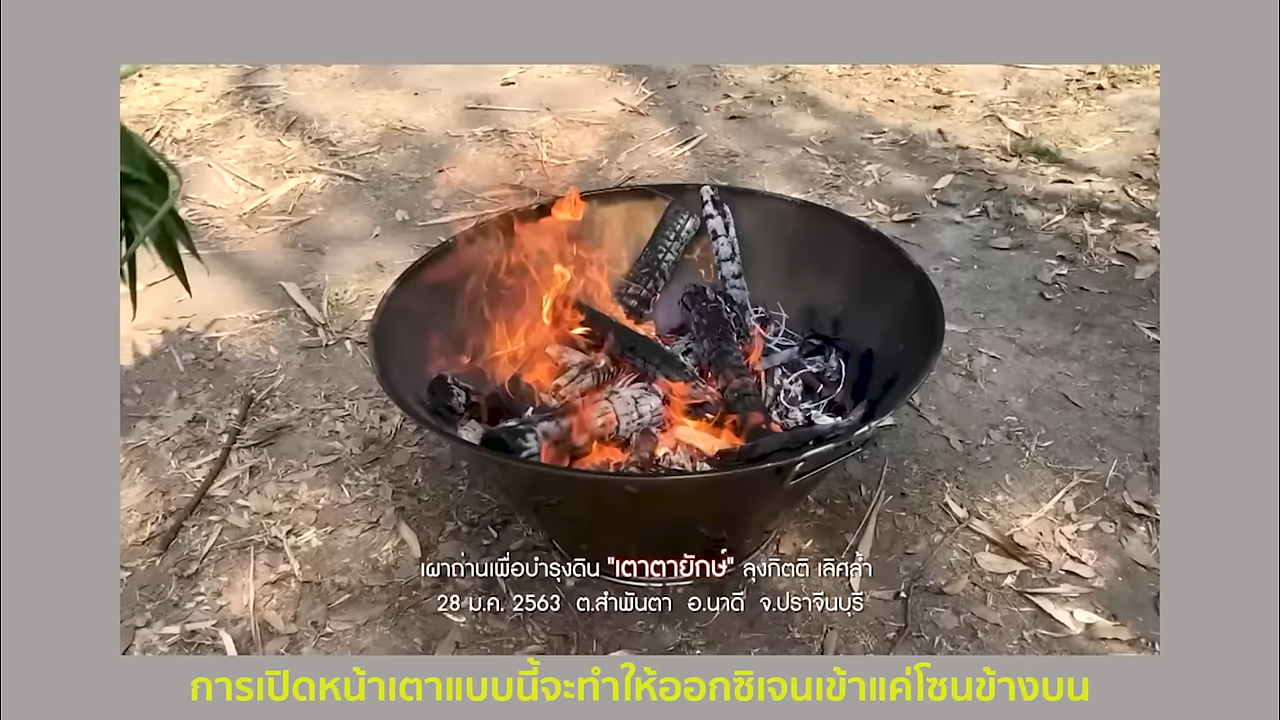 เผาถ่านเพื่อบำรุงดิน "เตาตายักษ์" ลุงกิตติ เลิศล้ำ
28 ม.ค. 2563 ต.สำพันตา อ.นาดี จ.ปราจีนบุรี
การเปิดหน้าเตาแบบนี้จะทำให้ออกซิเจนเข้าแค่โซนข้างบน